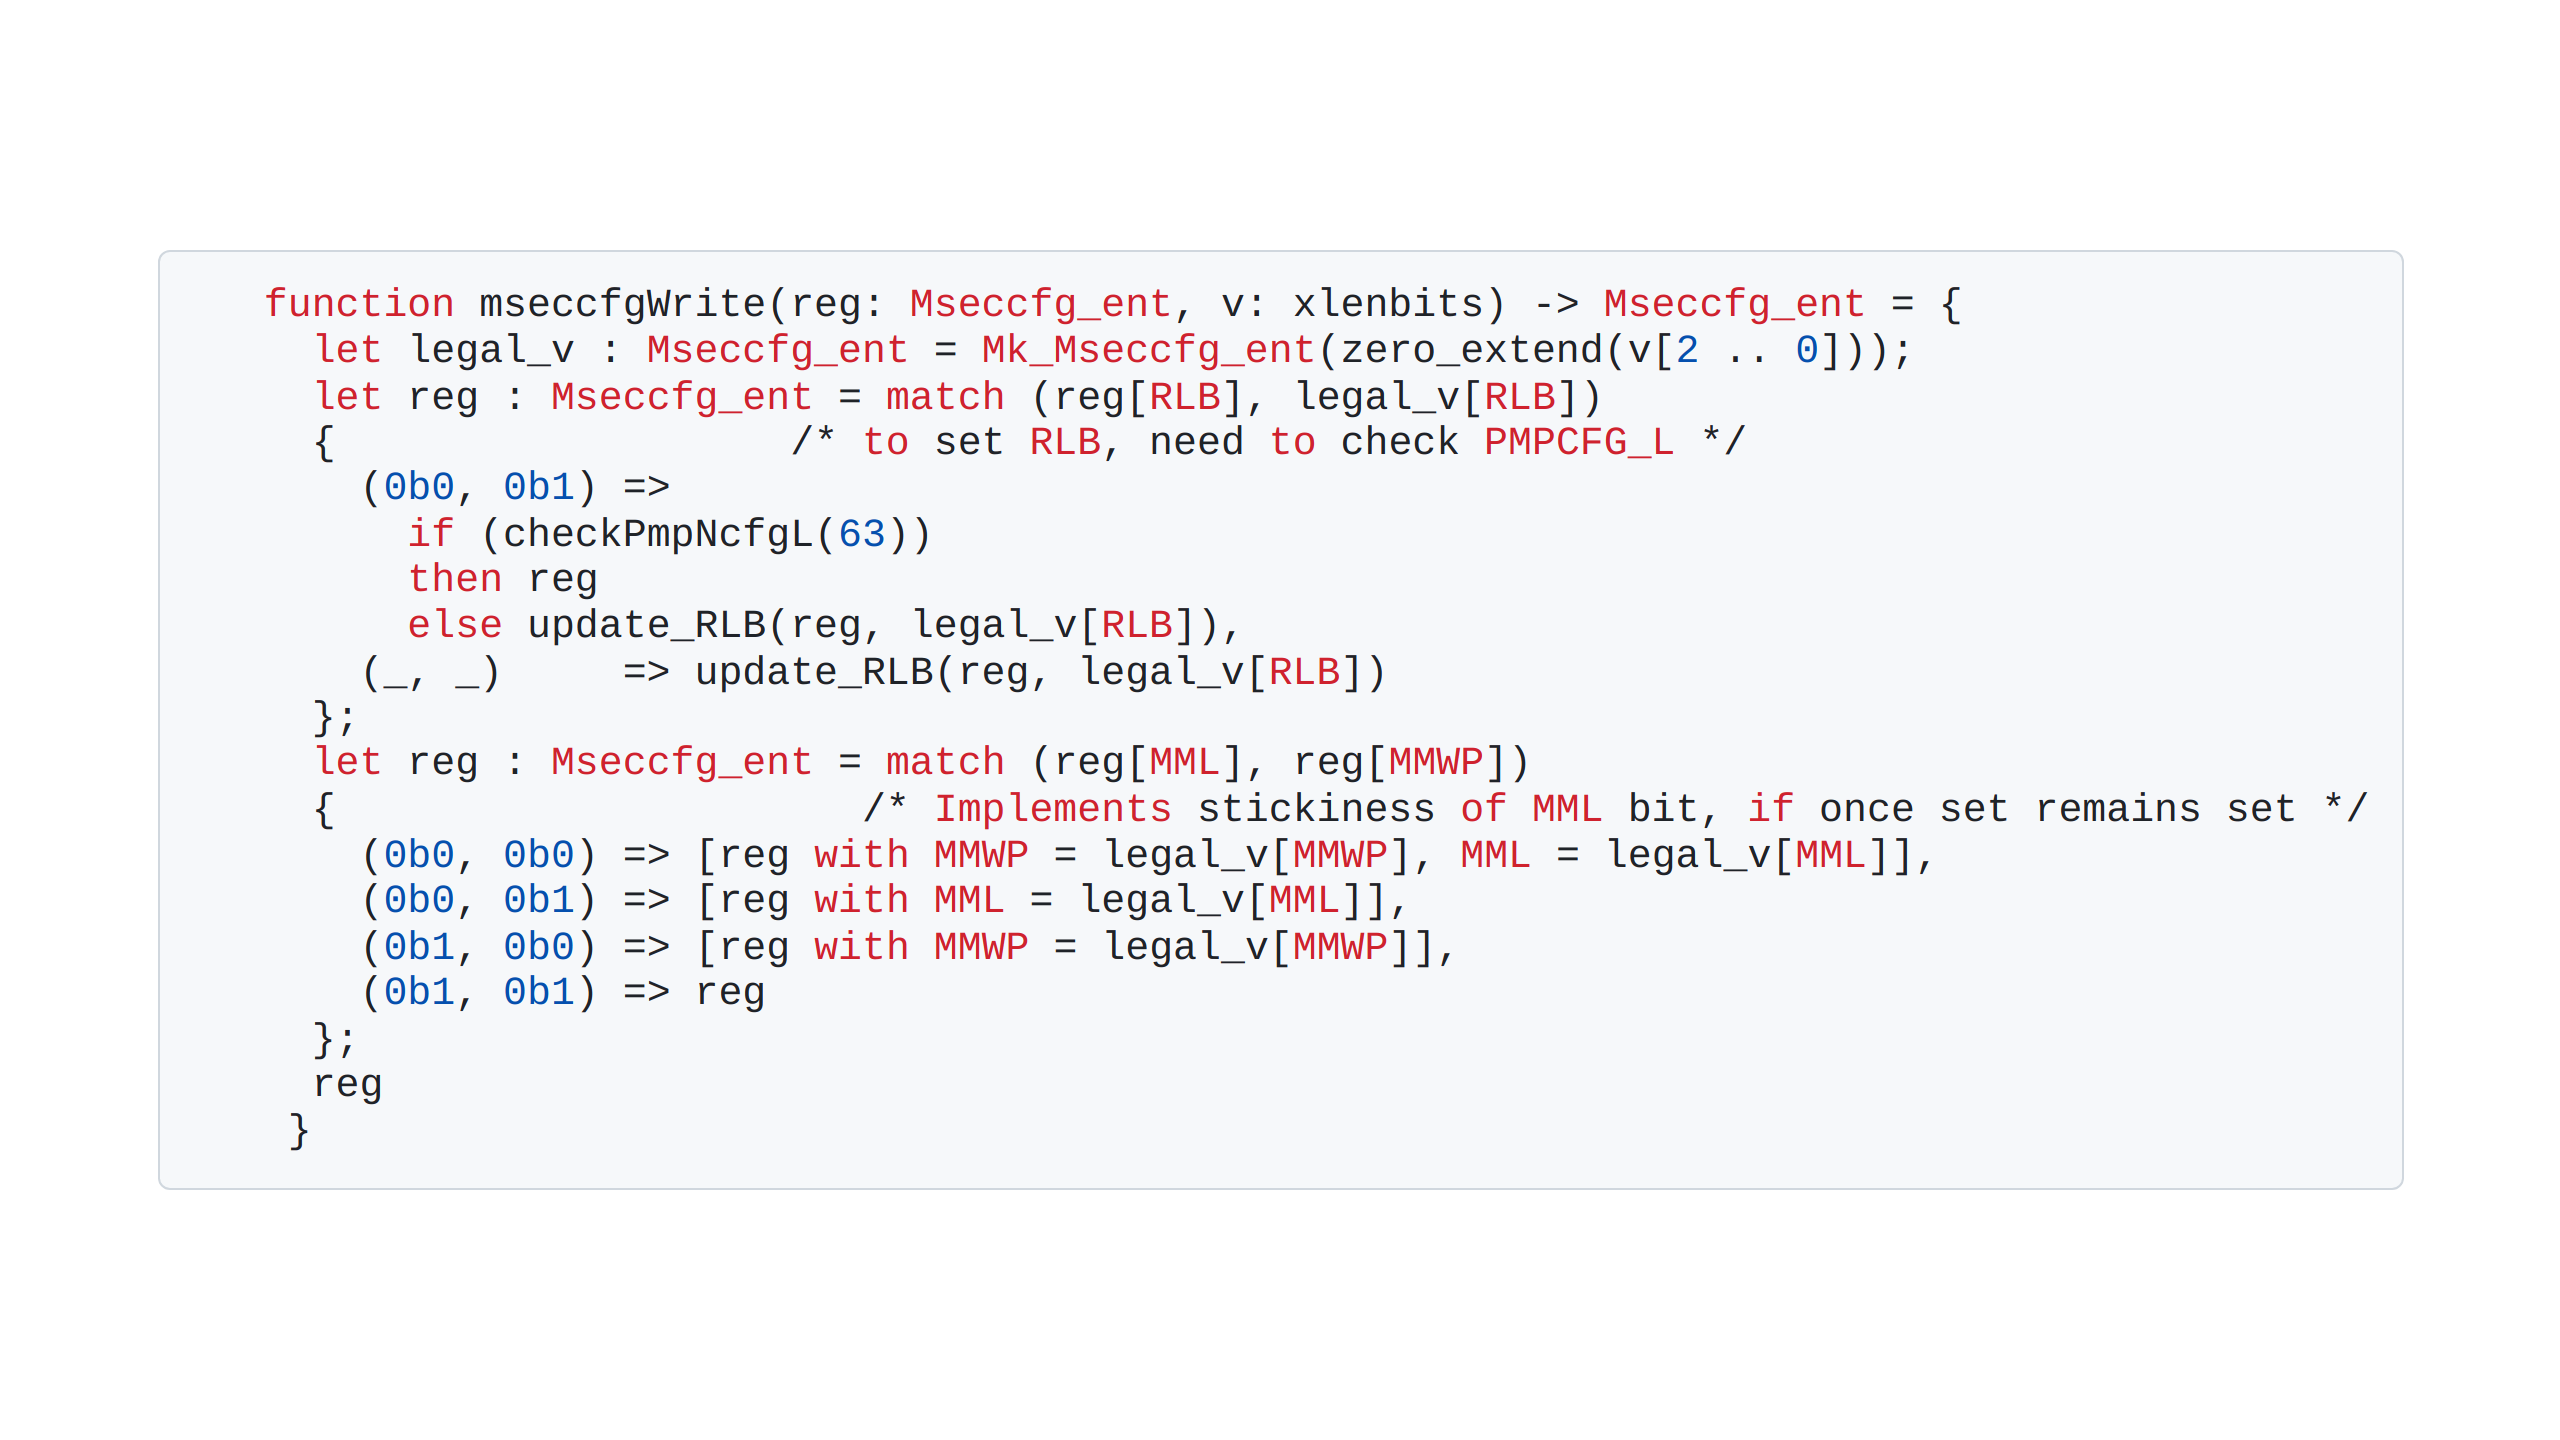 function mseccfgWrite(reg: Mseccfg_ent, v: xlenbits) -> Mseccfg_ent = {
  let legal_v : Mseccfg_ent = Mk_Mseccfg_ent(zero_extend(v[2 .. 0]));
  let reg : Mseccfg_ent = match (reg[RLB], legal_v[RLB])
  {                   /* to set RLB, need to check PMPCFG_L */
    (0b0, 0b1) =>
      if (checkPmpNcfgL(63))
      then reg
      else update_RLB(reg, legal_v[RLB]),
    (_, _)     => update_RLB(reg, legal_v[RLB])
  };
  let reg : Mseccfg_ent = match (reg[MML], reg[MMWP])
  {                      /* Implements stickiness of MML bit, if once set remains set */
    (0b0, 0b0) => [reg with MMWP = legal_v[MMWP], MML = legal_v[MML]],
    (0b0, 0b1) => [reg with MML = legal_v[MML]],
    (0b1, 0b0) => [reg with MMWP = legal_v[MMWP]],
    (0b1, 0b1) => reg
  };
  reg
 }